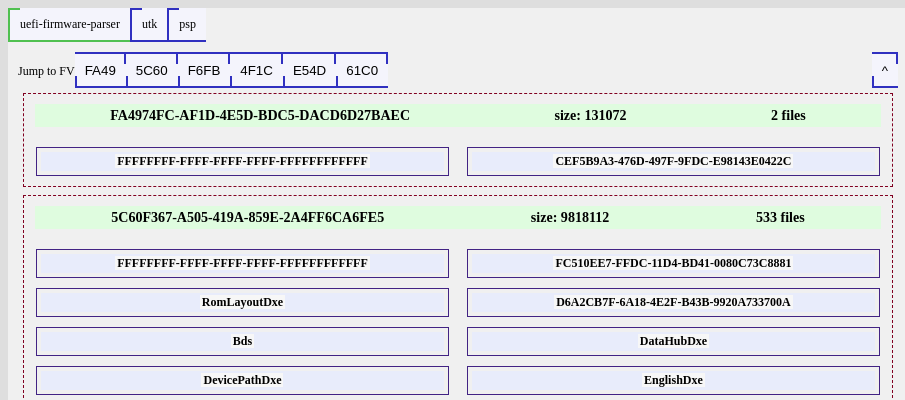 uefi-firmware-parser utk psp
Jump to FV FA49 5C60 F6FB 4F1C E54D 61C0 ^
FA4974FC-AF1D-4E5D-BDC5-DACD6D27BAEC size: 131072 2 files
FFFFFFFF-FFFF-FFFF-FFFF-FFFFFFFFFFFF CEF5B9A3-476D-497F-9FDC-E98143E0422C
5C60F367-A505-419A-859E-2A4FF6CA6FE5 size: 9818112 533 files
FFFFFFFF-FFFF-FFFF-FFFF-FFFFFFFFFFFF FC510EE7-FFDC-11D4-BD41-0080C73C8881
RomLayoutDxe D6A2CB7F-6A18-4E2F-B43B-9920A733700A
Bds DataHubDxe
DevicePathDxe EnglishDxe